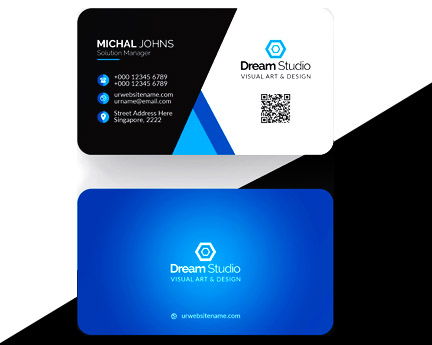 MICHAL JOHNS
Solution Manager
+000 12345 6789
+000 12345 6789
urwebsitename.com
urname@email.com
Street Address Here
Singapore, 2222
Dream Studio
VISUAL ART & DESIGN
Dream Studio
VISUAL ART & DESIGN
urwebsitename.com